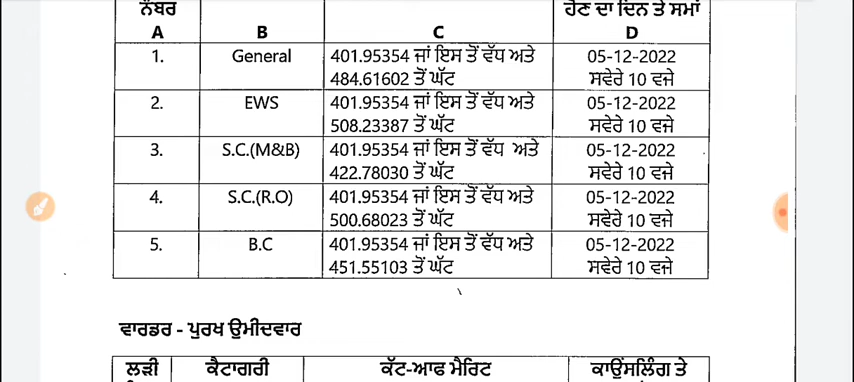 ਨੰਬਰ ਹੋਣ ਦਾ ਦਿਨ ਤੇ ਸਮਾਂ
A B C D
1. General 401.95354 ਜਾਂ ਇਸ ਤੋਂ ਵੱਧ ਅਤੇ 05-12-2022
484.61602 ਤੋਂ ਘੱਟ ਸਵੇਰੇ 10 ਵਜੇ
2. EWS 401.95354 ਜਾਂ ਇਸ ਤੋਂ ਵੱਧ ਅਤੇ 05-12-2022
508.23387 ਤੋਂ ਘੱਟ ਸਵੇਰੇ 10 ਵਜੇ
3. S.C.(M&B) 401.95354 ਜਾਂ ਇਸ ਤੋਂ ਵੱਧ ਅਤੇ 05-12-2022
422.78030 ਤੋਂ ਘੱਟ ਸਵੇਰੇ 10 ਵਜੇ
4. S.C.(R.O) 401.95354 ਜਾਂ ਇਸ ਤੋਂ ਵੱਧ ਅਤੇ 05-12-2022
500.68023 ਤੋਂ ਘੱਟ ਸਵੇਰੇ 10 ਵਜੇ
5. B.C 401.95354 ਜਾਂ ਇਸ ਤੋਂ ਵੱਧ ਅਤੇ 05-12-2022
451.55103 ਤੋਂ ਘੱਟ ਸਵੇਰੇ 10 ਵਜੇ
ਵਾਰਡਰ - ਪੁਰਖ ਉਮੀਦਵਾਰ
ਲੜੀ ਕੈਟਾਗਰੀ ਕੱਟ-ਆਫ ਮੈਰਿਟ ਕਾਉਂਸਲਿੰਗ ਤੇ